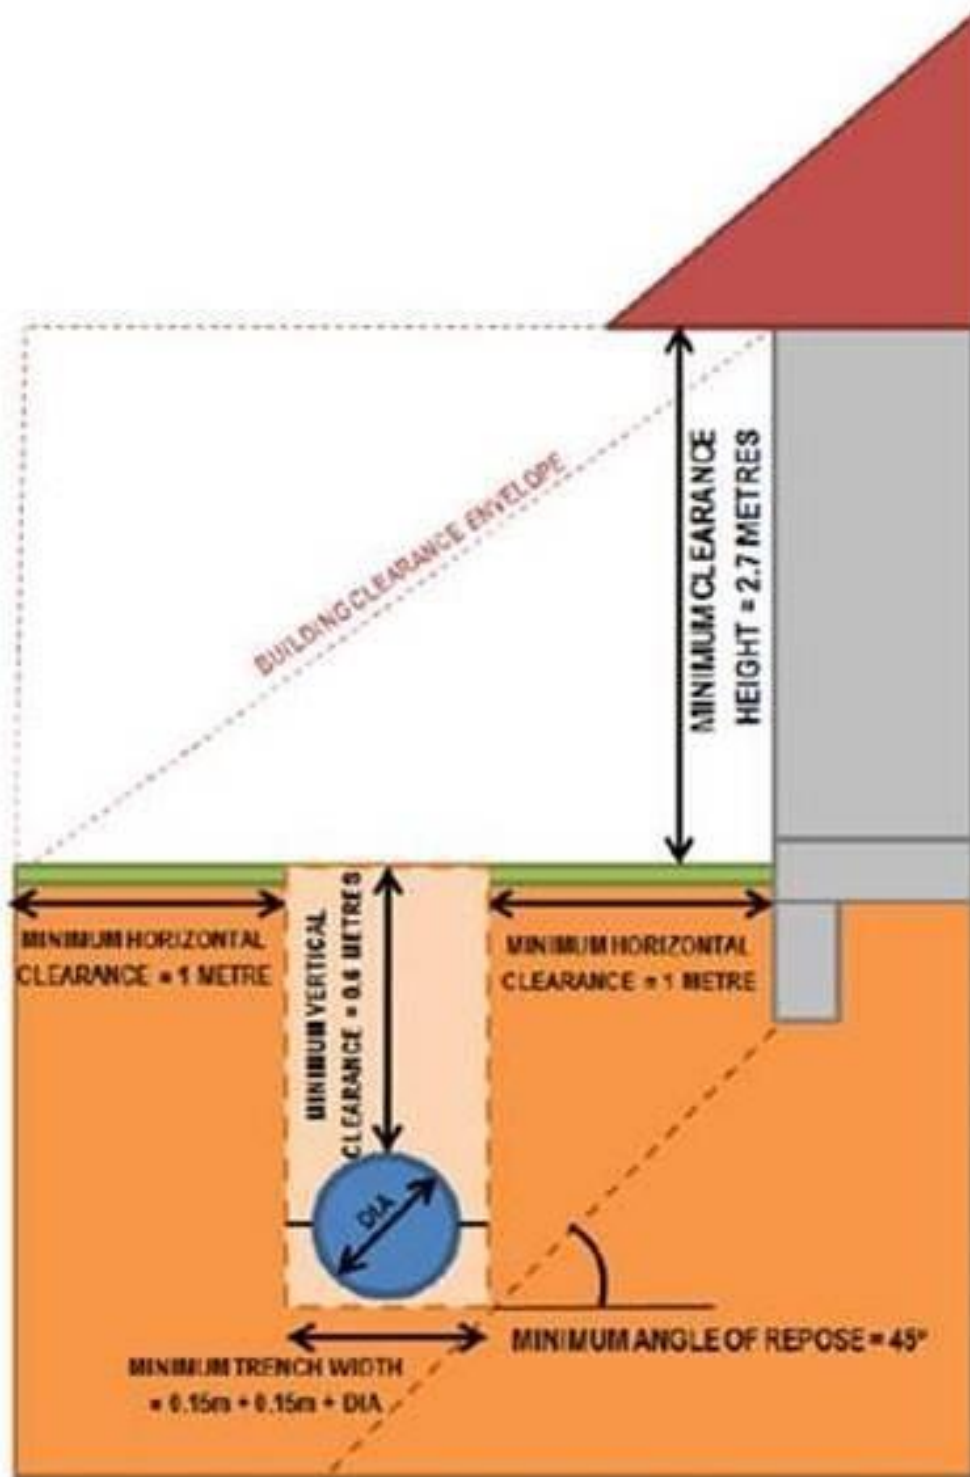 BUILDING CLEARANCE ENVELOPE
MINIMUM CLEARANCE
HEIGHT = 2.7 METRES
MINIMUM HORIZONTAL
CLEARANCE = 1 METRE
MINIMUM VERTICAL
CLEARANCE = 0.6 METRES
MINIMUM HORIZONTAL
CLEARANCE = 1 METRE
DIA
MINIMUM ANGLE OF REPOSE = 45°
MINIMUM TRENCH WIDTH
= 0.15m + 0.15m + DIA